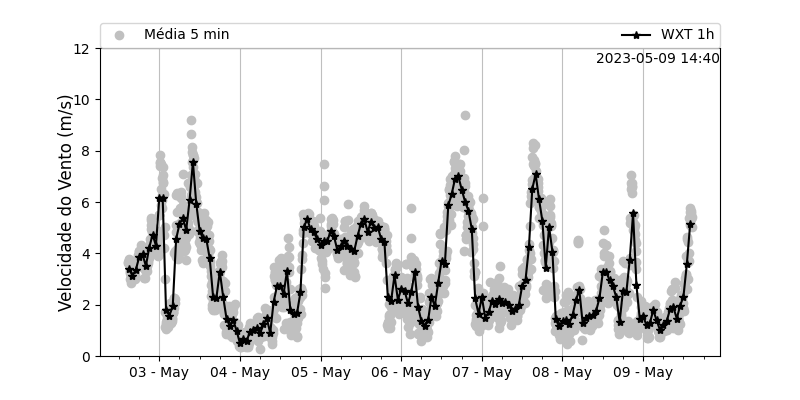 Média 5 min
WXT 1h
2023-05-09 14:40
Velocidade do Vento (m/s)
12
10
8
6
4
2
0
03 - May
04 - May
05 - May
06 - May
07 - May
08 - May
09 - May